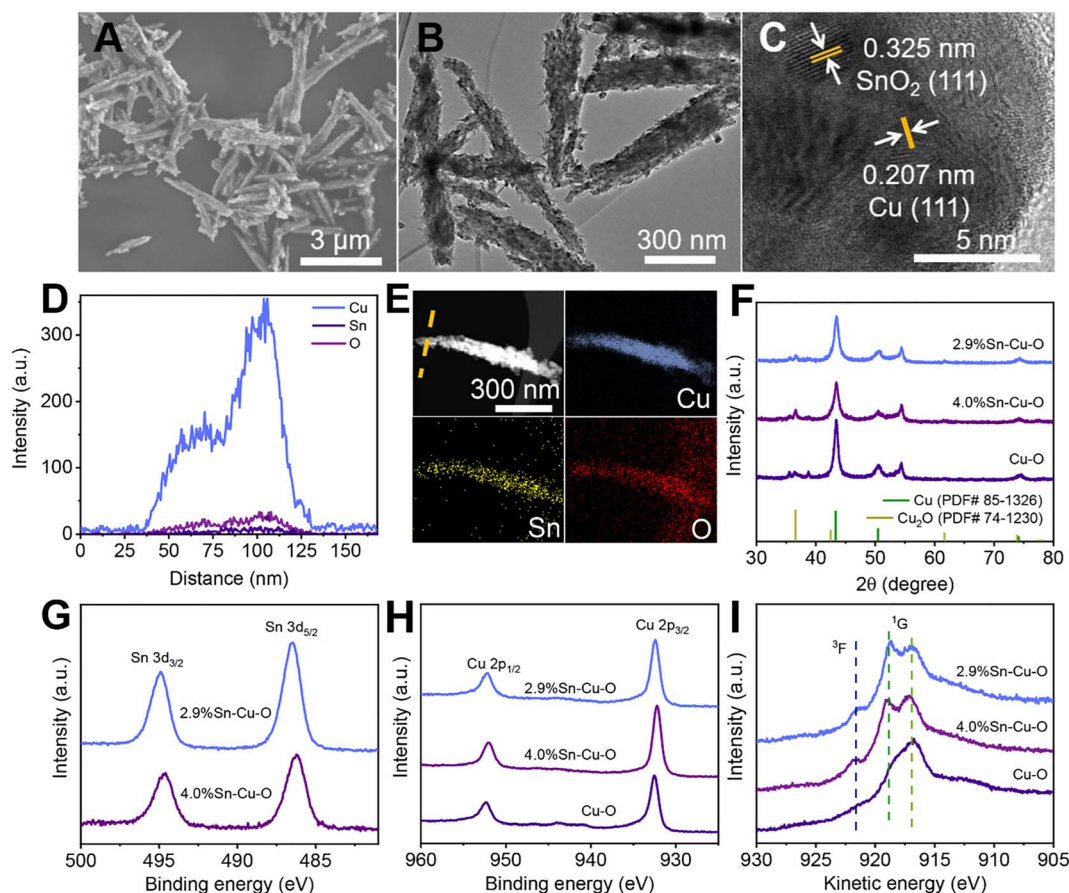 A
3 µm
B
300 nm
C
0.325 nm
SnO₂ (111)
0.207 nm
Cu (111)
5 nm
D
Intensity (a.u.)
300
200
100
0
Cu
Sn
O
0 25 50 75 100 125 150
Distance (nm)
E
300 nm
Cu
Sn
O
F
Intensity (a.u.)
2.9%Sn-Cu-O
4.0%Sn-Cu-O
Cu-O
Cu (PDF# 85-1326)
Cu₂O (PDF# 74-1230)
30 40 50 60 70 80
2θ (degree)
G
Intensity (a.u.)
Sn 3d₃/₂
Sn 3d₅/₂
2.9%Sn-Cu-O
4.0%Sn-Cu-O
500 495 490 485
Binding energy (eV)
H
Intensity (a.u.)
Cu 2p₁/₂
Cu 2p₃/₂
2.9%Sn-Cu-O
4.0%Sn-Cu-O
Cu-O
960 950 940 930
Binding energy (eV)
I
Intensity (a.u.)
³F
¹G
2.9%Sn-Cu-O
4.0%Sn-Cu-O
Cu-O
930 925 920 915 910 905
Kinetic energy (eV)